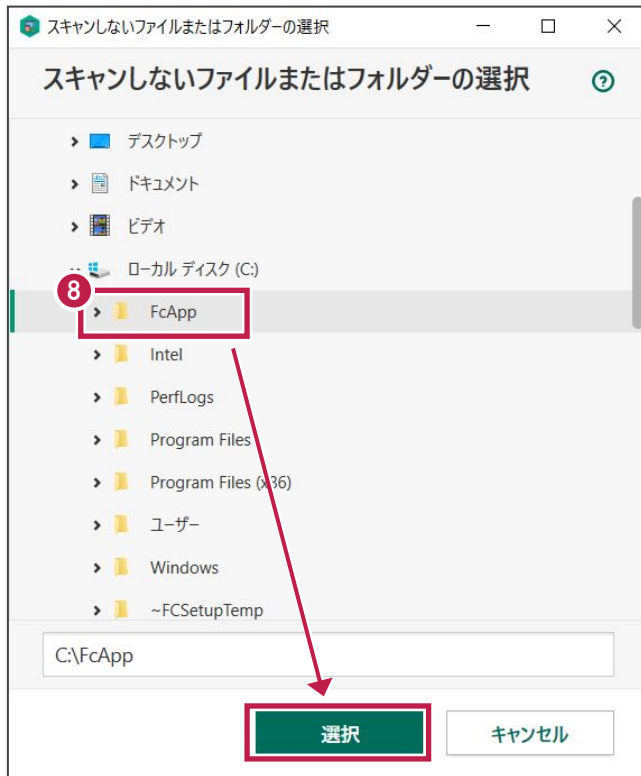 スキャンしないファイルまたはフォルダーの選択
スキャンしないファイルまたはフォルダーの選択 ?
デスクトップ
ドキュメント
ビデオ
ローカル ディスク (C:)
8
FcApp
Intel
PerfLogs
Program Files
Program Files (x86)
ユーザー
Windows
~FCSetupTemp
C:\FcApp
選択 キャンセル